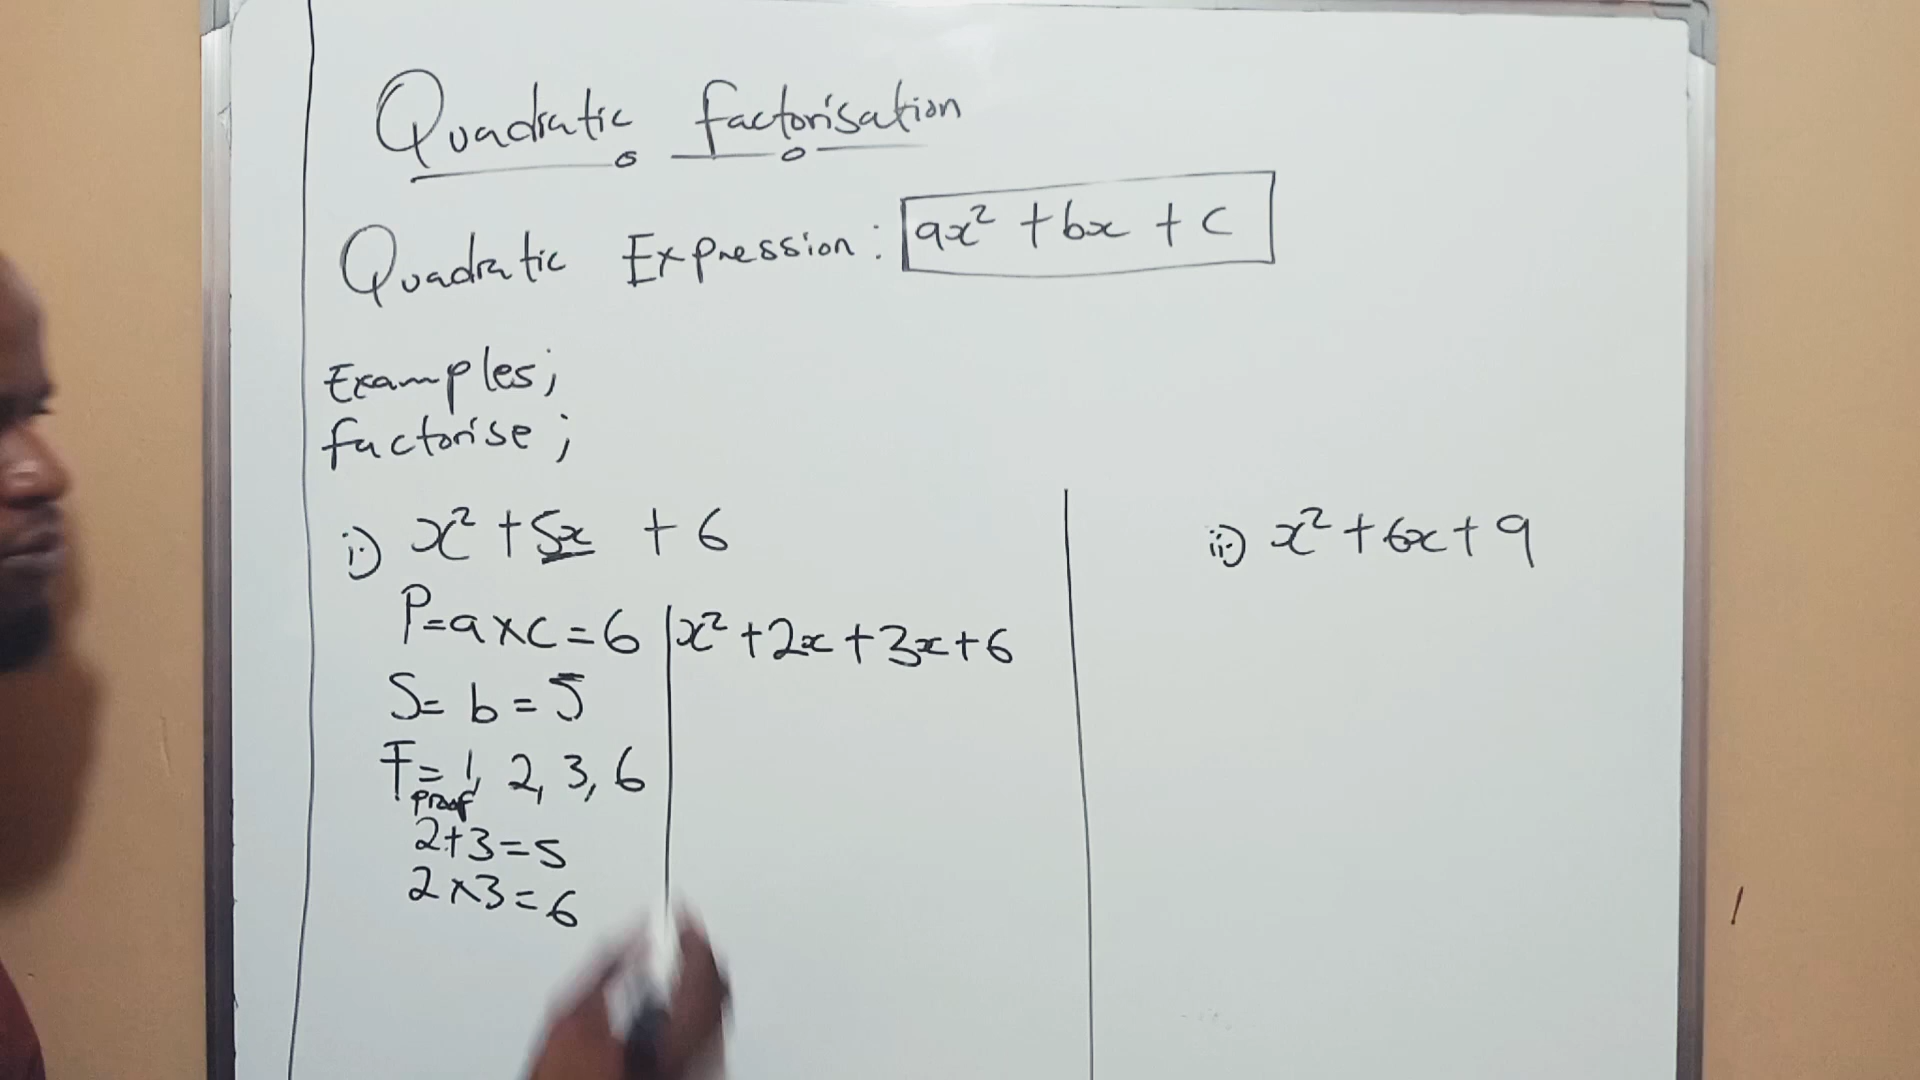 Quadratic factorisation
Quadratic Expression: ax² + bx + c
Examples;
factorise;
i) x² + 5x + 6
P = a × c = 6
S = b = 5
F = 1, 2, 3, 6
proof
2 + 3 = 5
2 × 3 = 6
x² + 2x + 3x + 6
ii) x² + 6x + 9